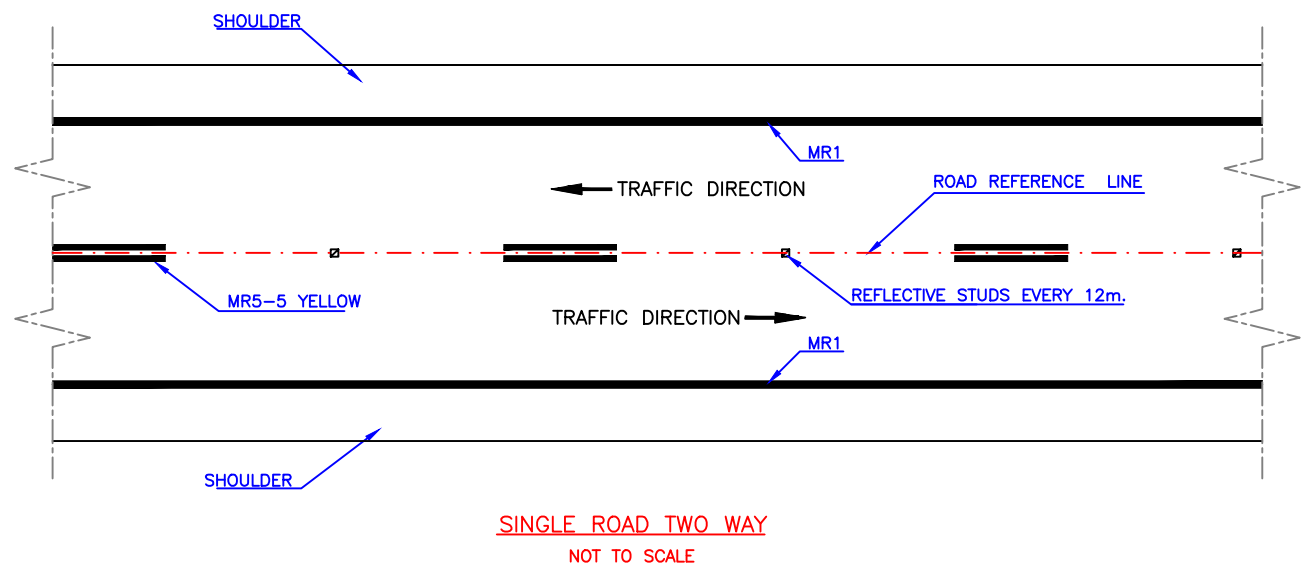 SHOULDER
MR1
TRAFFIC DIRECTION
ROAD REFERENCE LINE
MR5-5 YELLOW
REFLECTIVE STUDS EVERY 12m.
TRAFFIC DIRECTION
MR1
SHOULDER
SINGLE ROAD TWO WAY
NOT TO SCALE